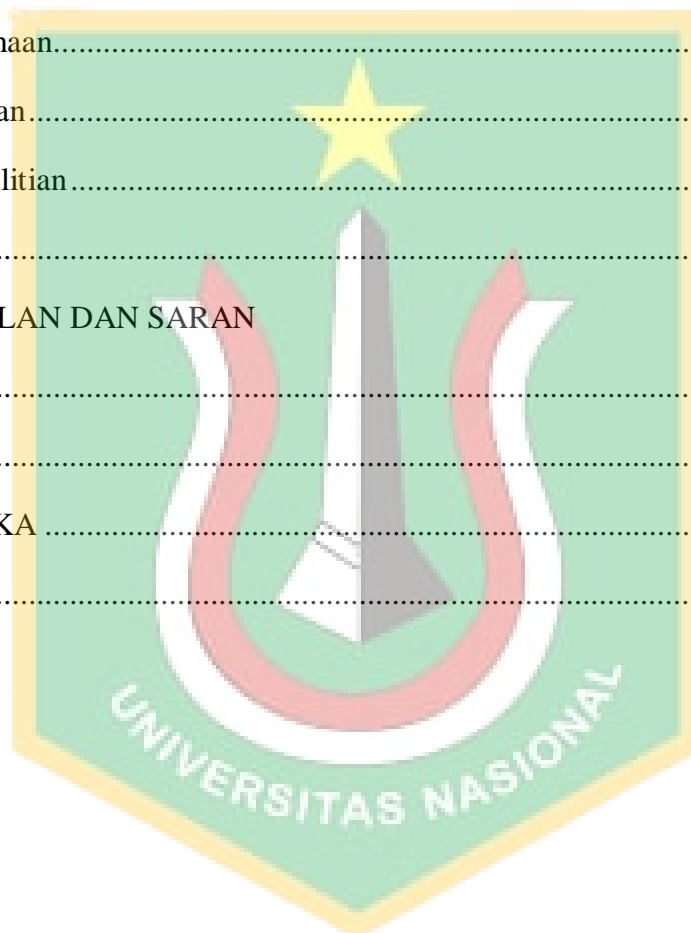 naan........................................................................
an...........................................................................
litian......................................................................
................................................................................
LAN DAN SARAN
................................................................................
................................................................................
KA ........................................................................
................................................................................
UNIVERSITAS NASIONAL